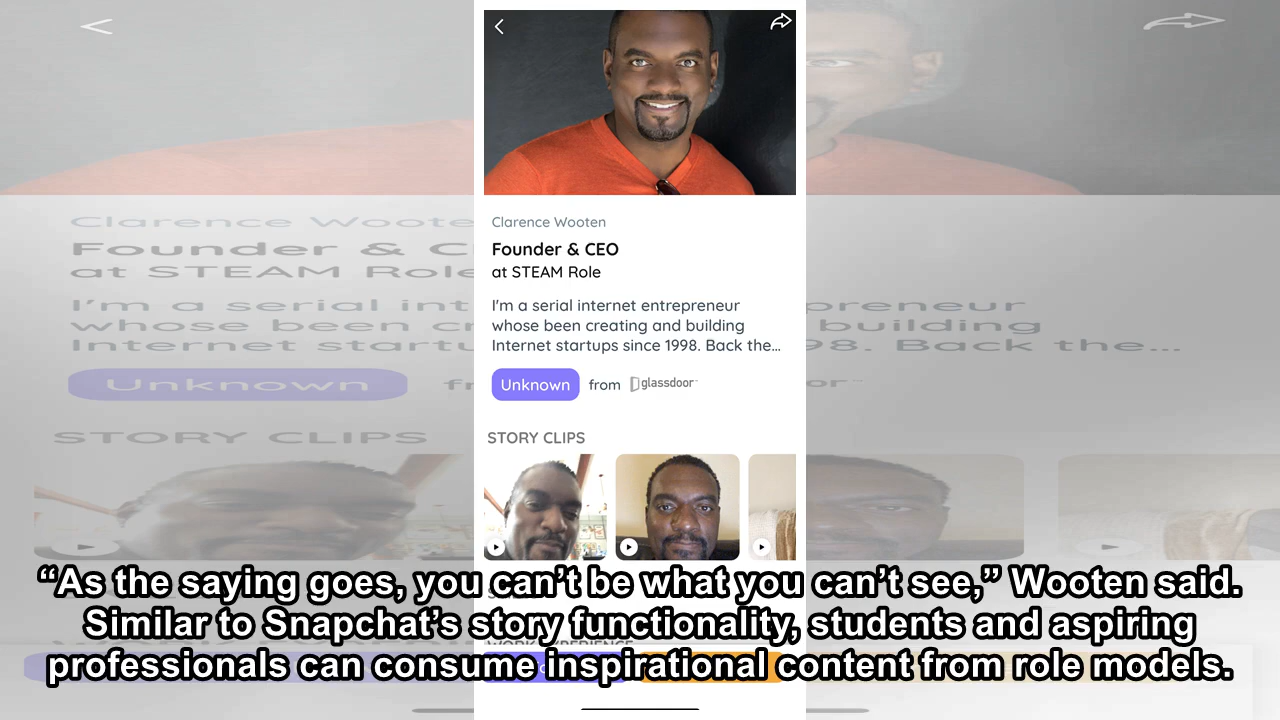 Clarence Wooten
Founder & CEO
at STEAM Role
I'm a serial internet entrepreneur
whose been creating and building
Internet startups since 1998. Back the...
Unknown from glassdoor
STORY CLIPS
“As the saying goes, you can’t be what you can’t see,” Wooten said.
Similar to Snapchat’s story functionality, students and aspiring
professionals can consume inspirational content from role models.